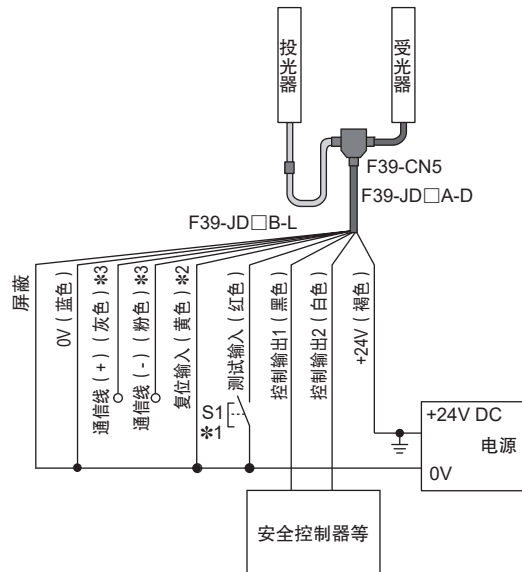 投光器
受光器
F39-CN5
F39-JD□A-D
F39-JD□B-L
屏蔽
0V（蓝色）
通信线（+）（灰色）✱3
通信线（-）（粉色）✱3
复位输入（黄色）✱2
测试输入（红色）
控制输出1（黑色）
控制输出2（白色）
+24V（褐色）
S1
✱1
+24V DC
电源
0V
安全控制器等